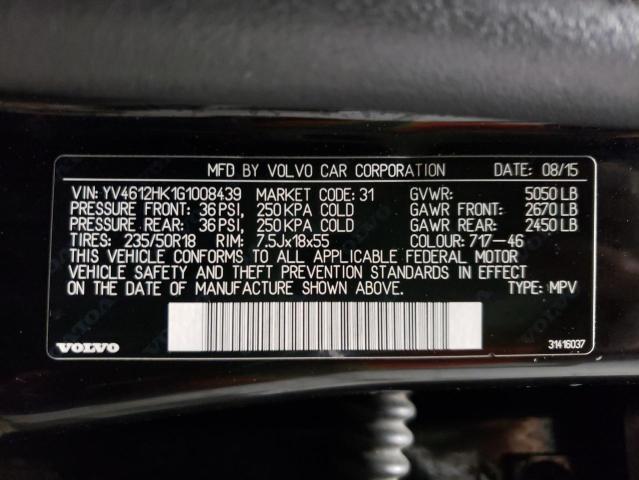 MFD BY VOLVO CAR CORPORATION DATE: 08/15
VIN: YV4612HK1G1008439 MARKET CODE: 31 GVWR: 5050 LB
PRESSURE FRONT: 36 PSI, 250 KPA COLD GAWR FRONT: 2670 LB
PRESSURE REAR: 36 PSI, 250 KPA COLD GAWR REAR: 2450 LB
TIRES: 235/50R18 RIM: 7.5Jx18x55 COLOUR: 717-46
THIS VEHICLE CONFORMS TO ALL APPLICABLE FEDERAL MOTOR
VEHICLE SAFETY AND THEFT PREVENTION STANDARDS IN EFFECT
ON THE DATE OF MANUFACTURE SHOWN ABOVE. TYPE: MPV
VOLVO 31416037